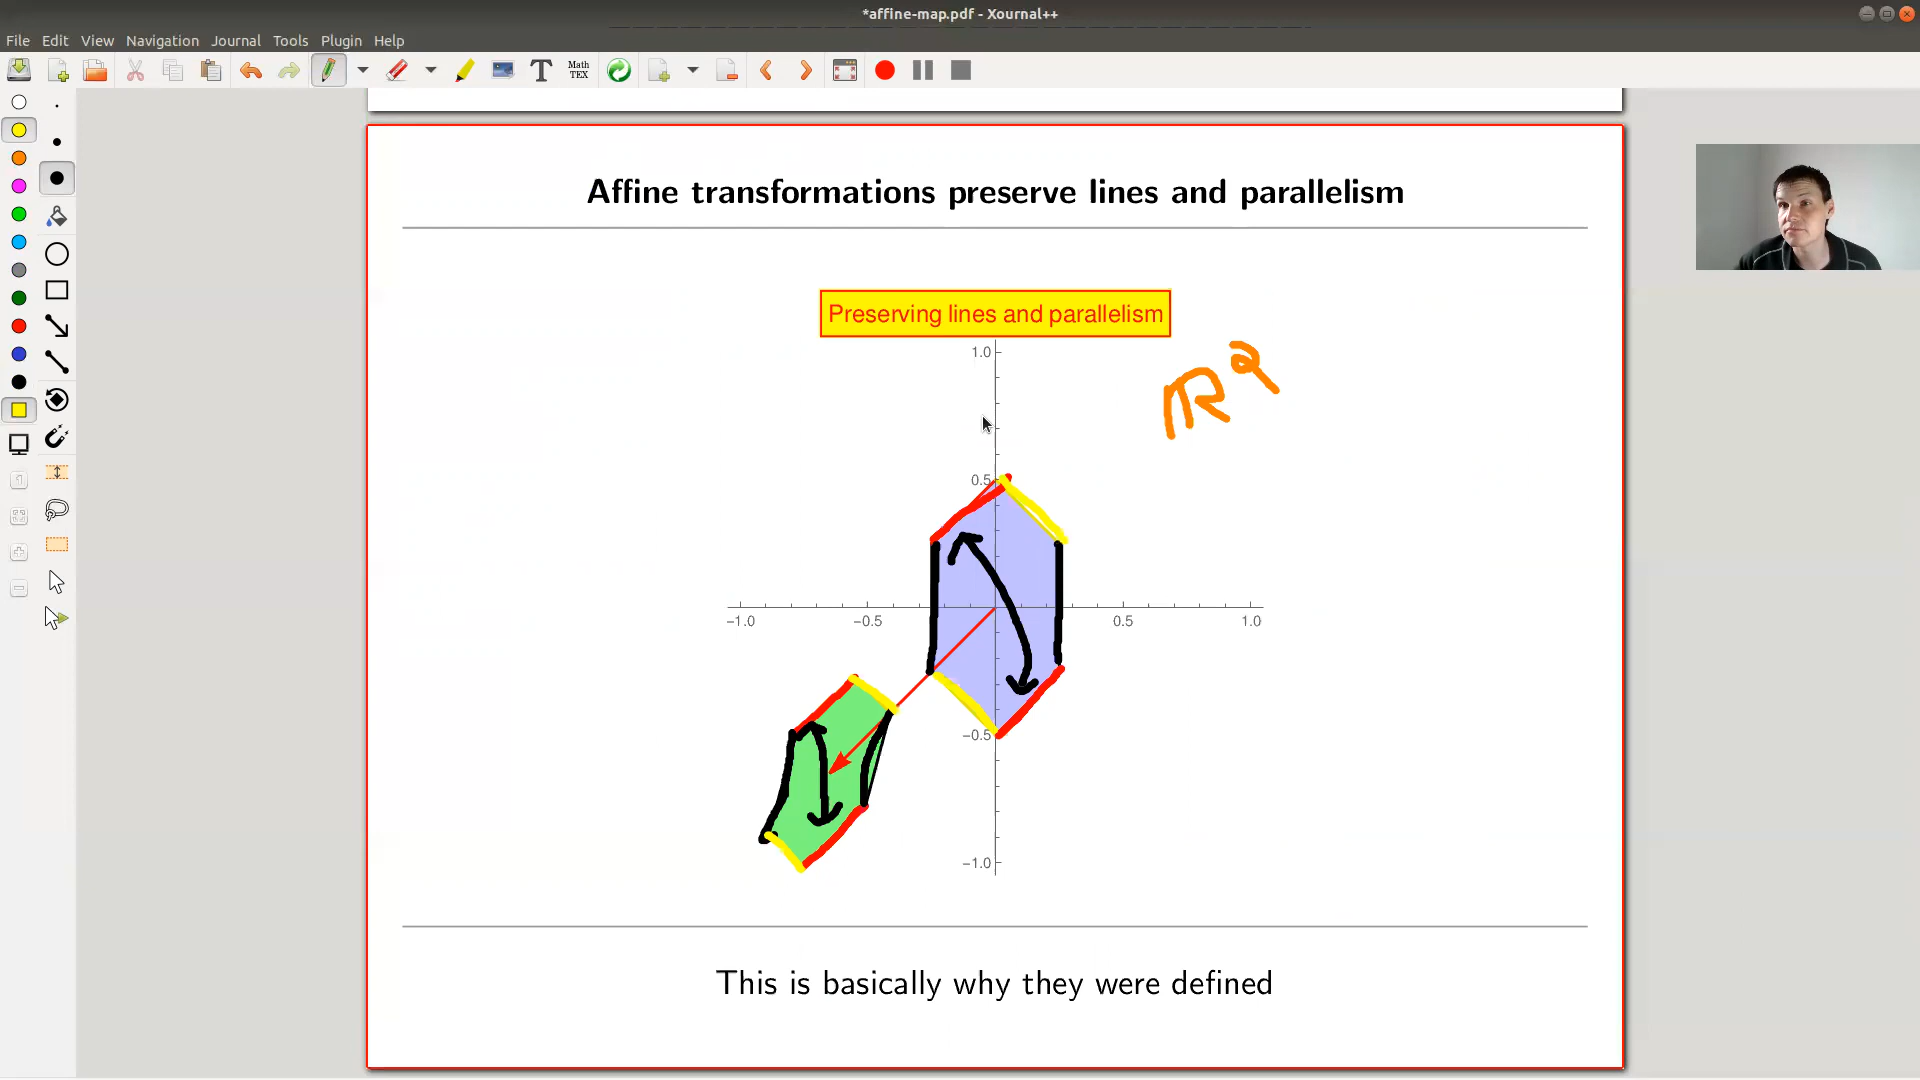 *affine-map.pdf - Xournal++
File Edit View Navigation Journal Tools Plugin Help
T Math TEX
Affine transformations preserve lines and parallelism
Preserving lines and parallelism
ℝ²
1.0
0.5
−1.0 −0.5 0.5 1.0
−0.5
−1.0
This is basically why they were defined